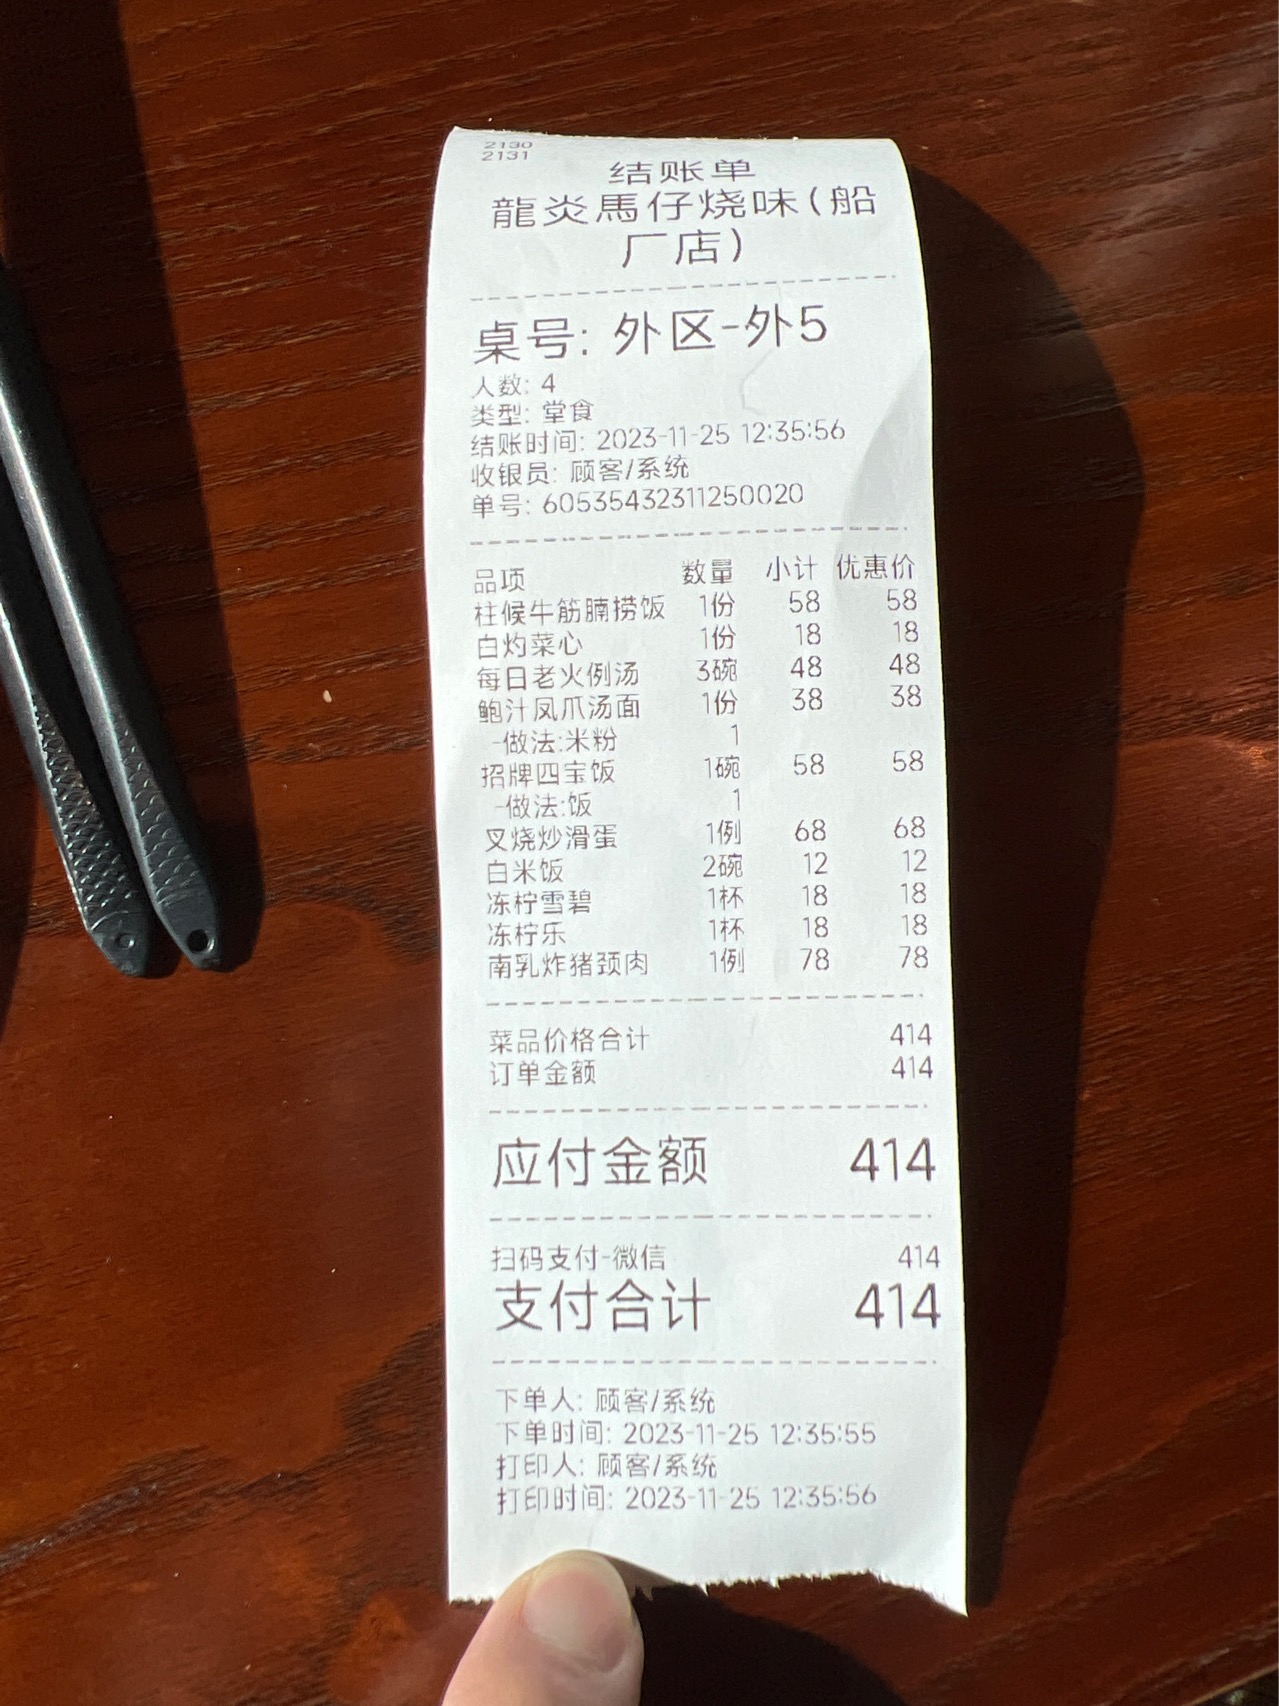 2130
2131
结账单
龍炎馬仔烧味(船
厂店)
桌号: 外区-外5
人数: 4
类型: 堂食
结账时间: 2023-11-25 12:35:56
收银员: 顾客/系统
单号: 60535432311250020
品项 数量 小计 优惠价
柱候牛筋腩捞饭 1份 58 58
白灼菜心 1份 18 18
每日老火例汤 3碗 48 48
鲍汁凤爪汤面 1份 38 38
-做法:米粉 1
招牌四宝饭 1碗 58 58
-做法:饭 1
叉烧炒滑蛋 1例 68 68
白米饭 2碗 12 12
冻柠雪碧 1杯 18 18
冻柠乐 1杯 18 18
南乳炸猪颈肉 1例 78 78
菜品价格合计 414
订单金额 414
应付金额 414
扫码支付-微信 414
支付合计 414
下单人: 顾客/系统
下单时间: 2023-11-25 12:35:55
打印人: 顾客/系统
打印时间: 2023-11-25 12:35:56